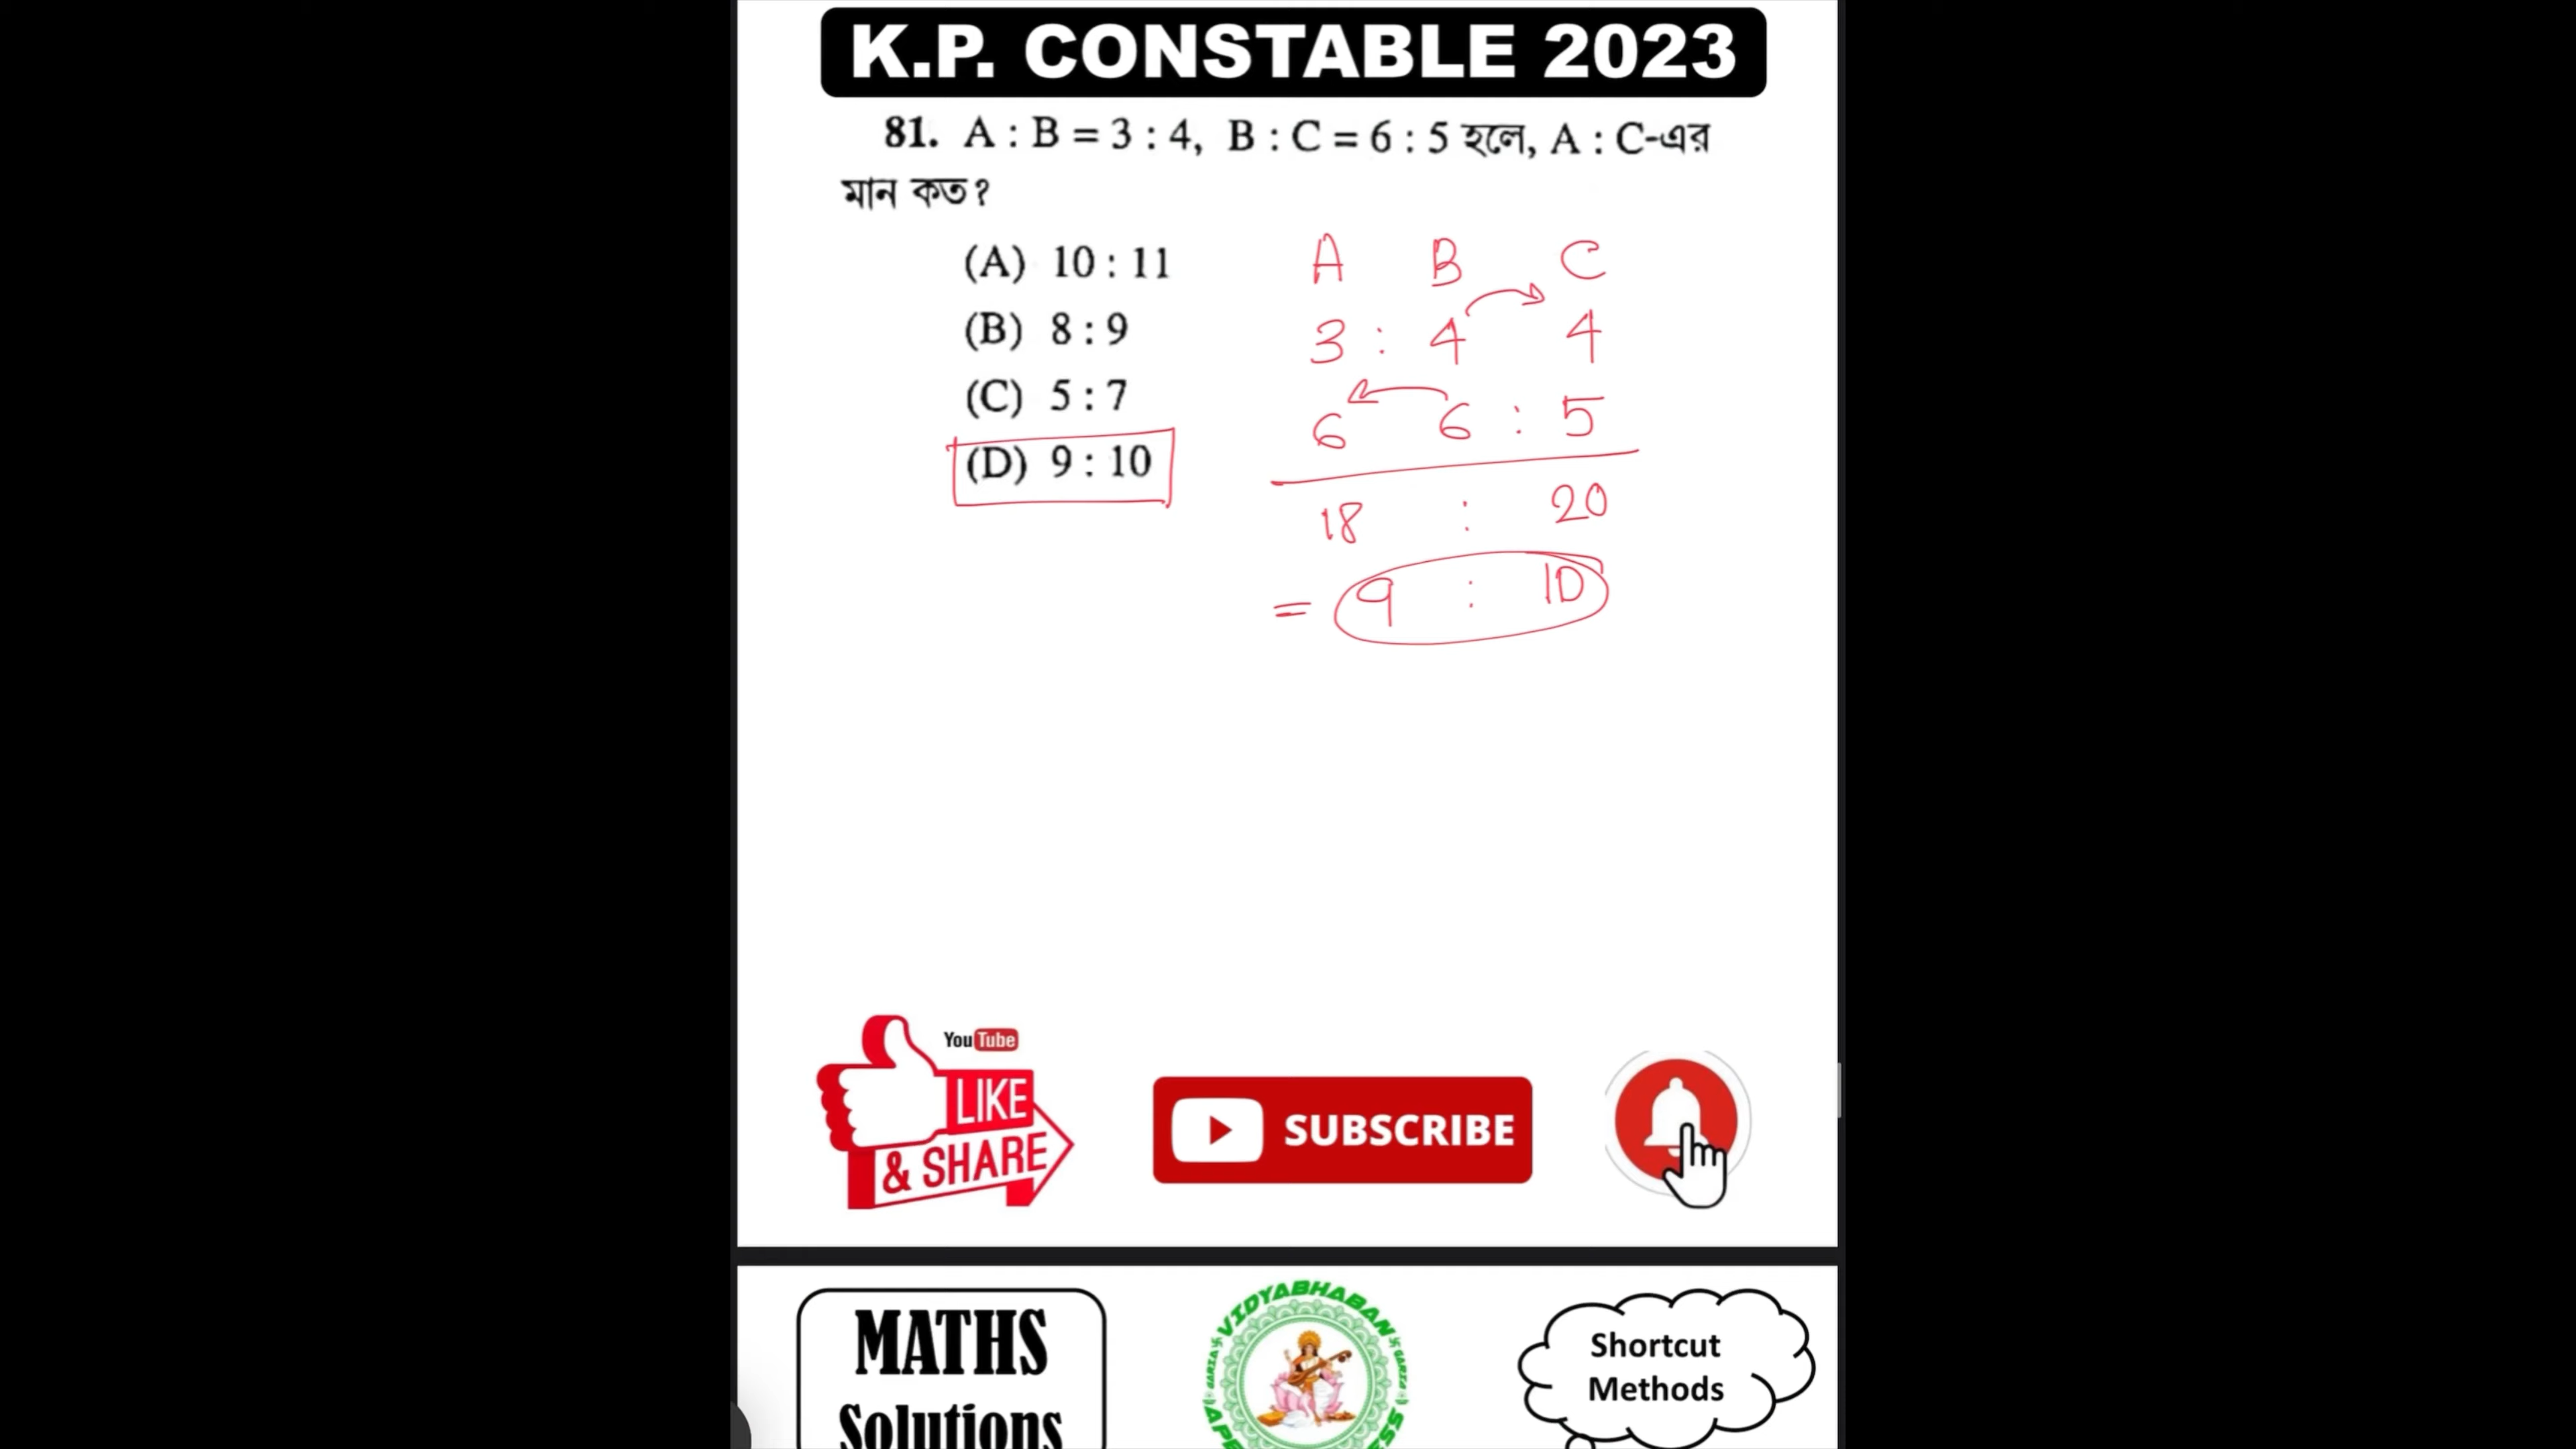 K.P. CONSTABLE 2023
81. A : B = 3 : 4, B : C = 6 : 5 হলে, A : C-এর
মান কত?
(A) 10 : 11
(B) 8 : 9
(C) 5 : 7
(D) 9 : 10
A B C
3 : 4 4
6 6 : 5
18 : 20
= 9 : 10
YouTube
LIKE
& SHARE
SUBSCRIBE
MATHS
Solutions
VIDYABHABAN
Shortcut
Methods